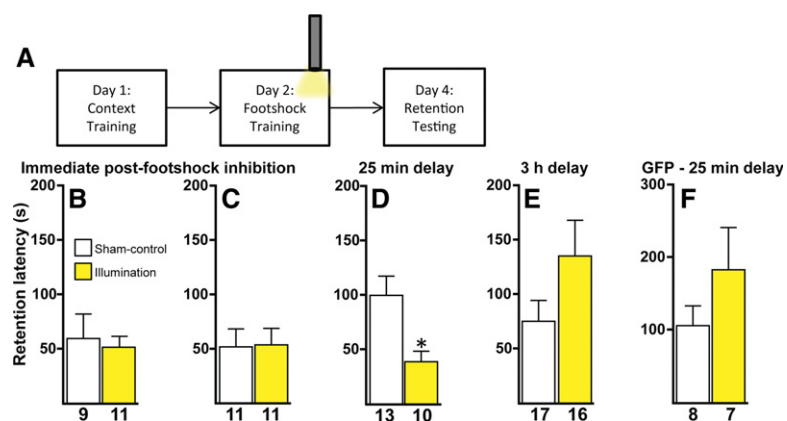 A
Day 1:
Context
Training
Day 2:
Footshock
Training
Day 4:
Retention
Testing
Immediate post-footshock inhibition
25 min delay
3 h delay
GFP - 25 min delay
Retention latency (s)
B
200
150
100
50
Sham-control
Illumination
9 11
C
200
150
100
50
11 11
D
200
150
100
50
*
13 10
E
200
150
100
50
17 16
F
300
200
100
8 7